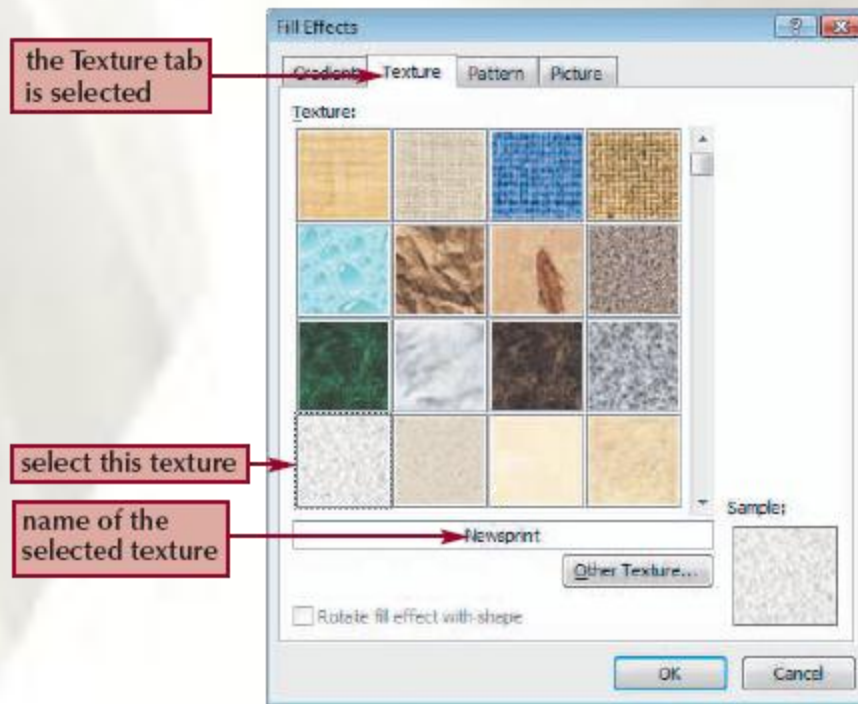 Fill Effects
the Texture tab
is selected
Gradient Texture Pattern Picture
Texture:
select this texture
name of the
selected texture
Newsprint
Sample:
Other Texture...
Rotate fill effect with shape
OK Cancel